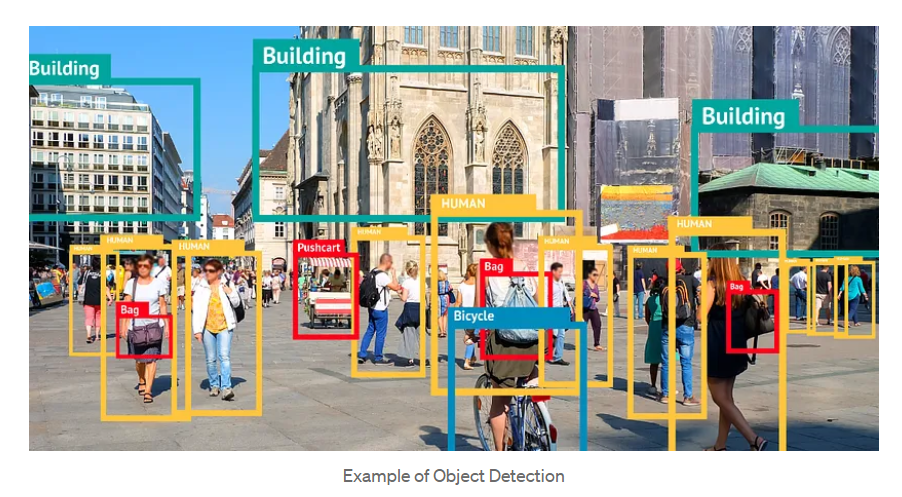 Building
Building
Building
HUMAN
HUMAN
HUMAN
HUMAN
HUMAN
HUMAN
HUMAN
HUMAN
Pushcart
Bag
Bag
Bag
Bicycle
Example of Object Detection